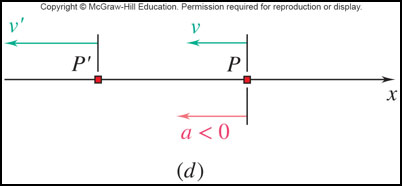 Copyright © McGraw-Hill Education. Permission required for reproduction or display.
v′ v
P′ P
x
a < 0
(d)